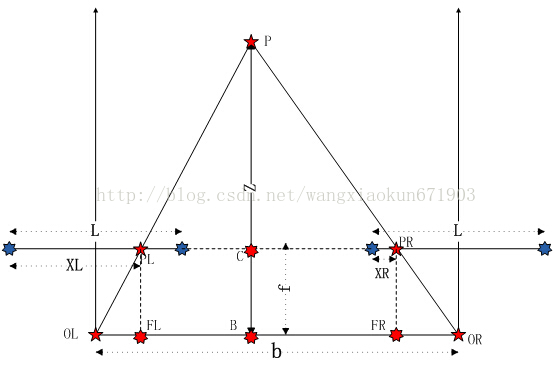 P
Z
http://blog.csdn.net/wangxiaokun671903
L
L
PL
C
PR
XL
XR
f
OL
FL
B
FR
OR
b